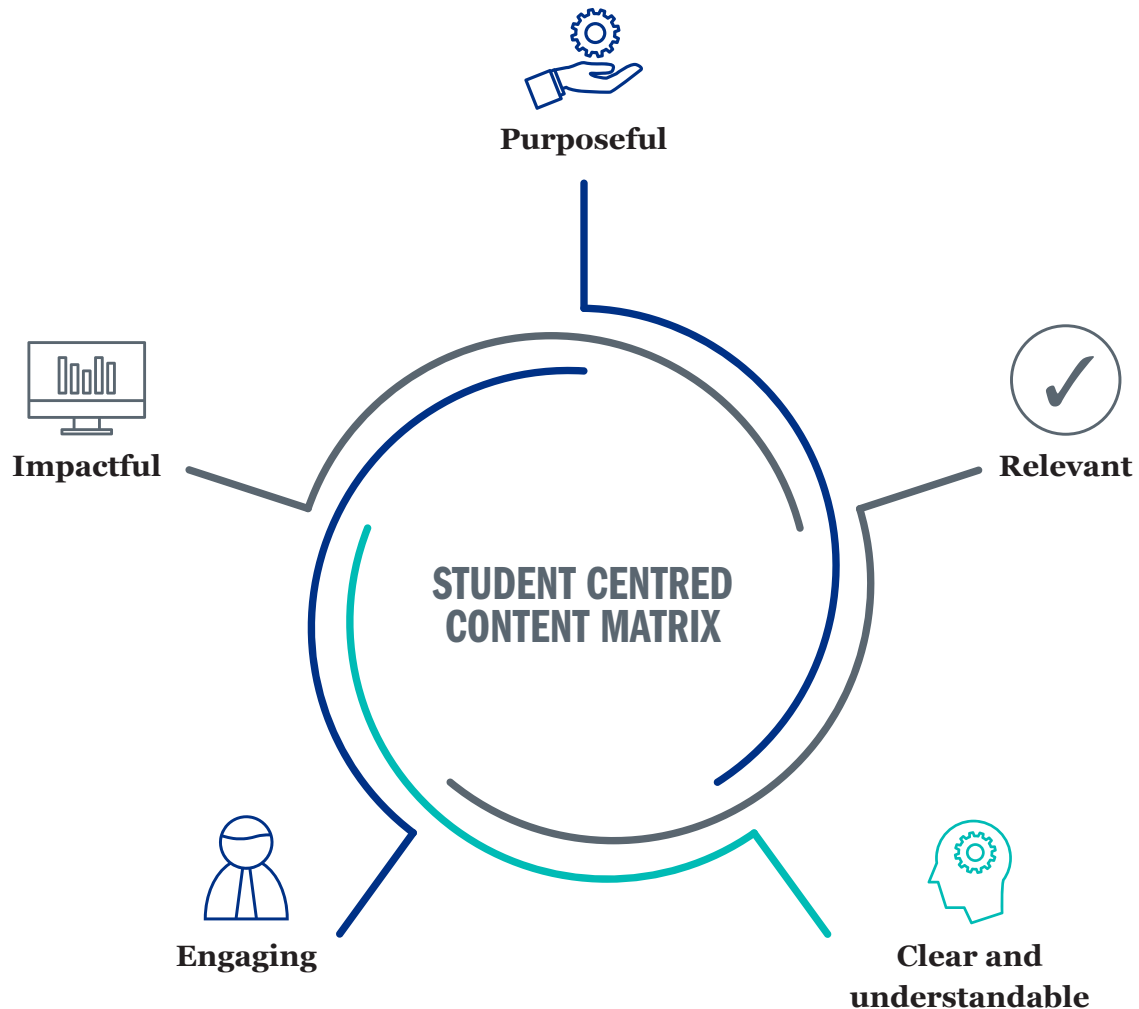 Purposeful
Impactful
Relevant
STUDENT CENTRED
CONTENT MATRIX
Engaging
Clear and
understandable